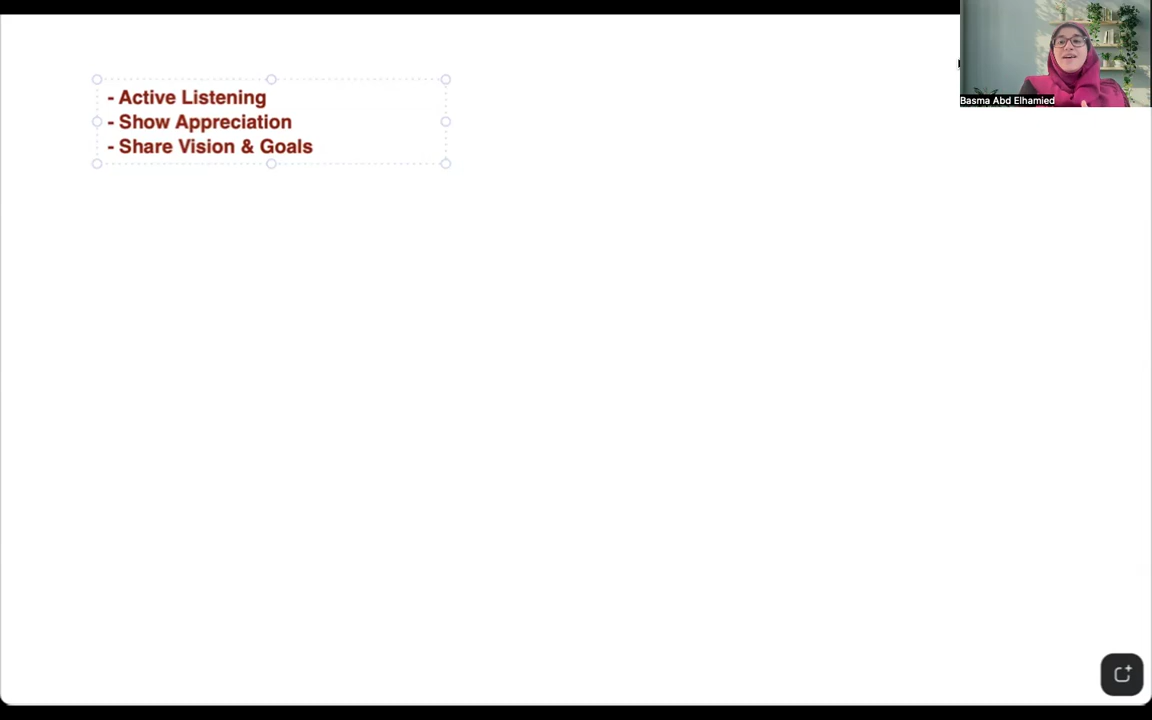 - Active Listening
- Show Appreciation
- Share Vision & Goals
Basma Abd Elhamied